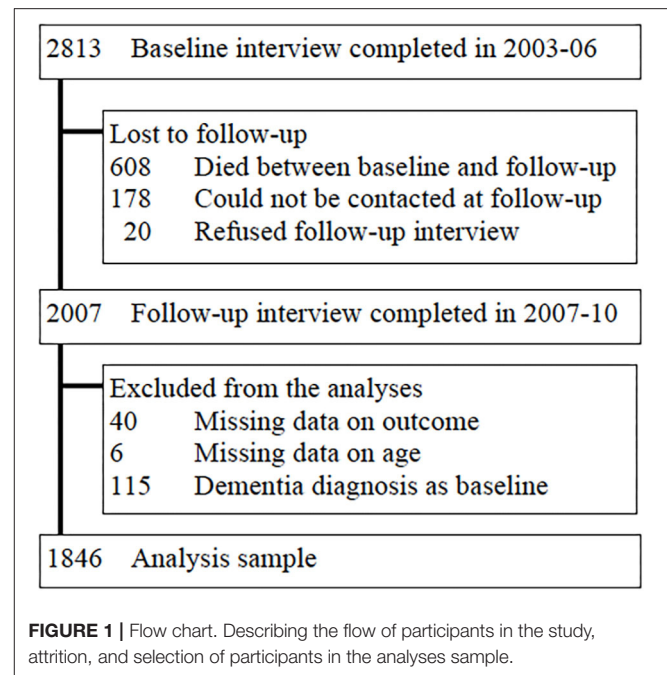 2813 Baseline interview completed in 2003-06
Lost to follow-up
608 Died between baseline and follow-up
178 Could not be contacted at follow-up
20 Refused follow-up interview
2007 Follow-up interview completed in 2007-10
Excluded from the analyses
40 Missing data on outcome
6 Missing data on age
115 Dementia diagnosis as baseline
1846 Analysis sample
FIGURE 1 | Flow chart. Describing the flow of participants in the study,
attrition, and selection of participants in the analyses sample.